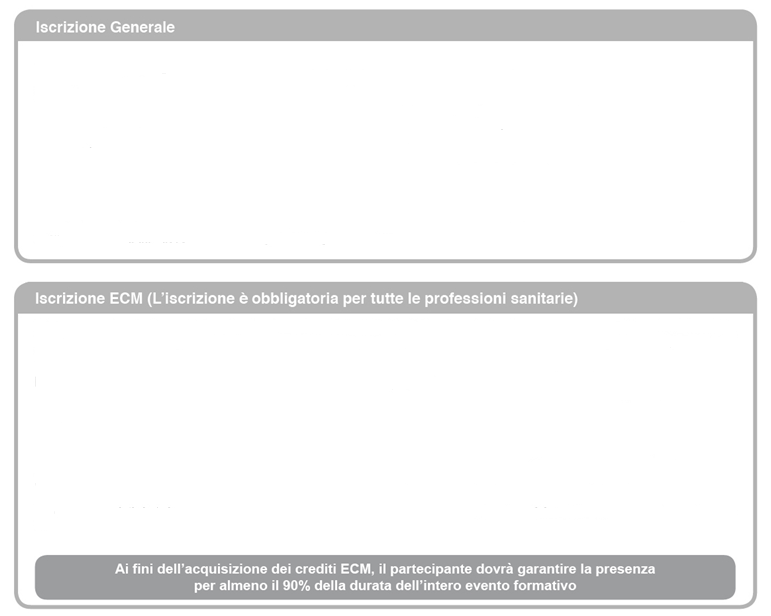 Iscrizione Generale
Iscrizione ECM (L'iscrizione è obbligatoria per tutte le professioni sanitarie)
Ai fini dell'acquisizione dei crediti ECM, il partecipante dovrà garantire la presenza
per almeno il 90% della durata dell'intero evento formativo